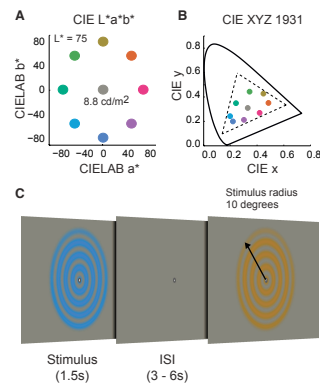 A CIE L*a*b*
L* = 75
80
40
0
−40
−80
CIELAB b*
8.8 cd/m2
−80 −40 0 40 80
CIELAB a*
B CIE XYZ 1931
0.8
0.6
0.4
0.2
0
CIE y
0.0 0.2 0.4 0.6 0.8
CIE x
C
Stimulus radius
10 degrees
Stimulus
(1.5s)
ISI
(3 - 6s)